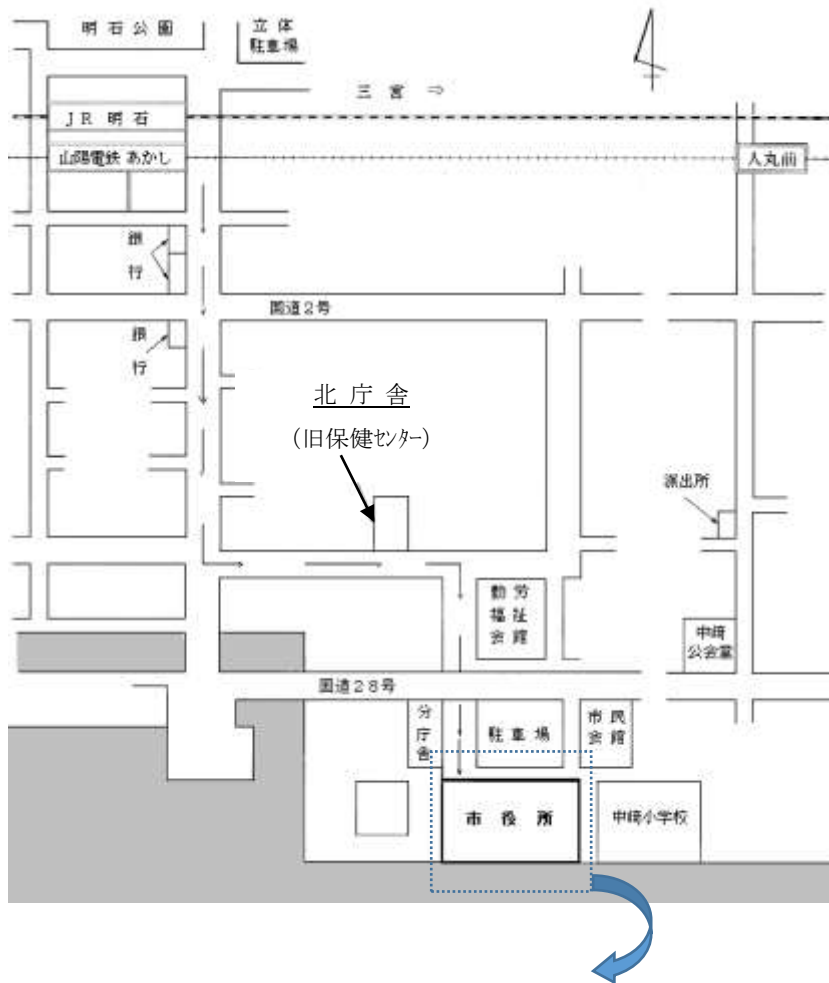 明石公園
立体
駐車場
三宮 ⇒
JR 明石
山陽電鉄 あかし
人丸前
銀
行
国道2号
銀
行
北庁舎
(旧保健センター)
派出所
勤労
福祉
会館
中崎
公会堂
国道28号
分
庁
舎
駐車場
市民
会館
市役所
中崎小学校